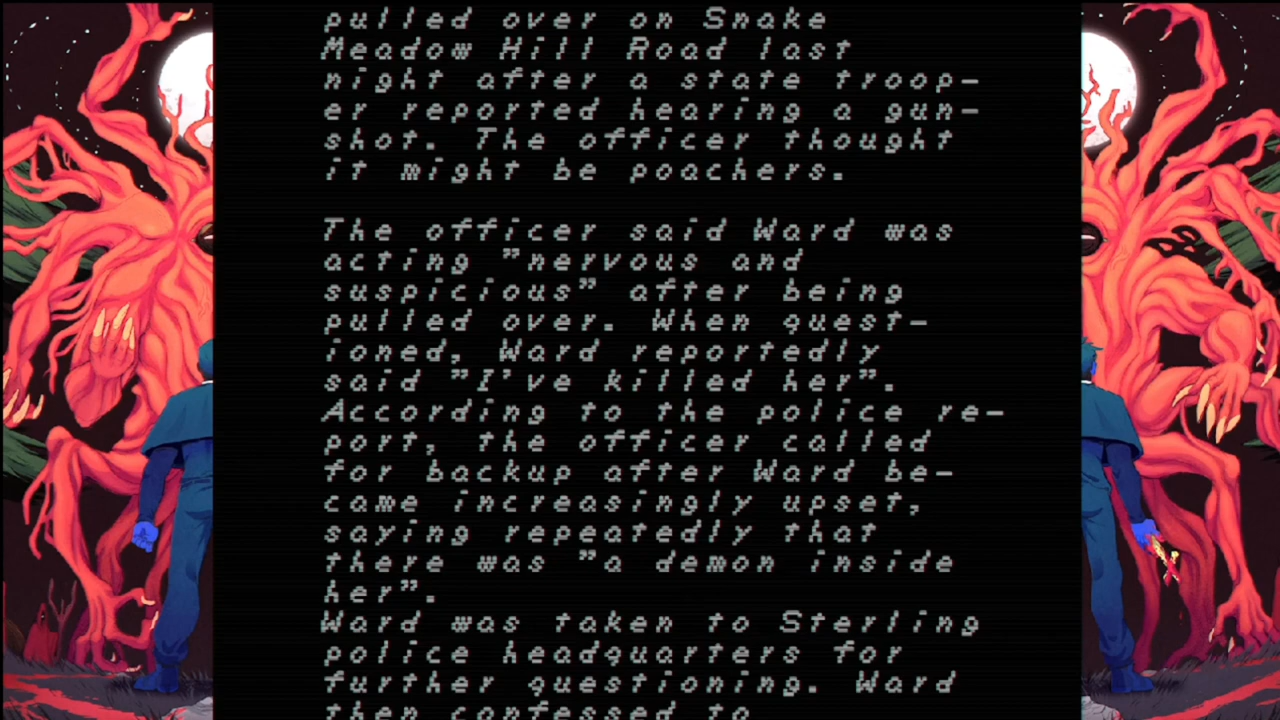 pulled over on Snake
Meadow Hill Road last
night after a state troop-
er reported hearing a gun-
shot. The officer thought
it might be poachers.
The officer said Ward was
acting "nervous and
suspicious" after being
pulled over. When quest-
ioned, Ward reportedly
said "I've killed her".
According to the police re-
port, the officer called
for backup after Ward be-
came increasingly upset,
saying repeatedly that
there was "a demon inside
her".
Ward was taken to Sterling
police headquarters for
further questioning. Ward
then confessed to